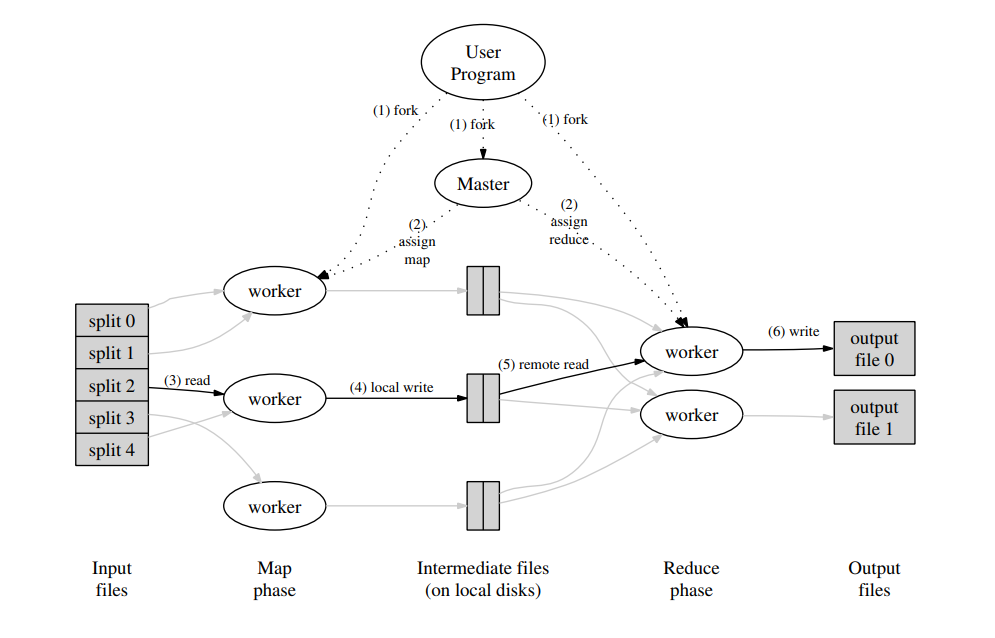 User
Program
(1) fork
(1) fork
(1) fork
Master
(2)
assign
map
(2)
assign
reduce
worker
split 0
split 1
split 2
split 3
split 4
(3) read
worker
(4) local write
worker
(5) remote read
worker
worker
(6) write
output
file 0
output
file 1
Input
files
Map
phase
Intermediate files
(on local disks)
Reduce
phase
Output
files